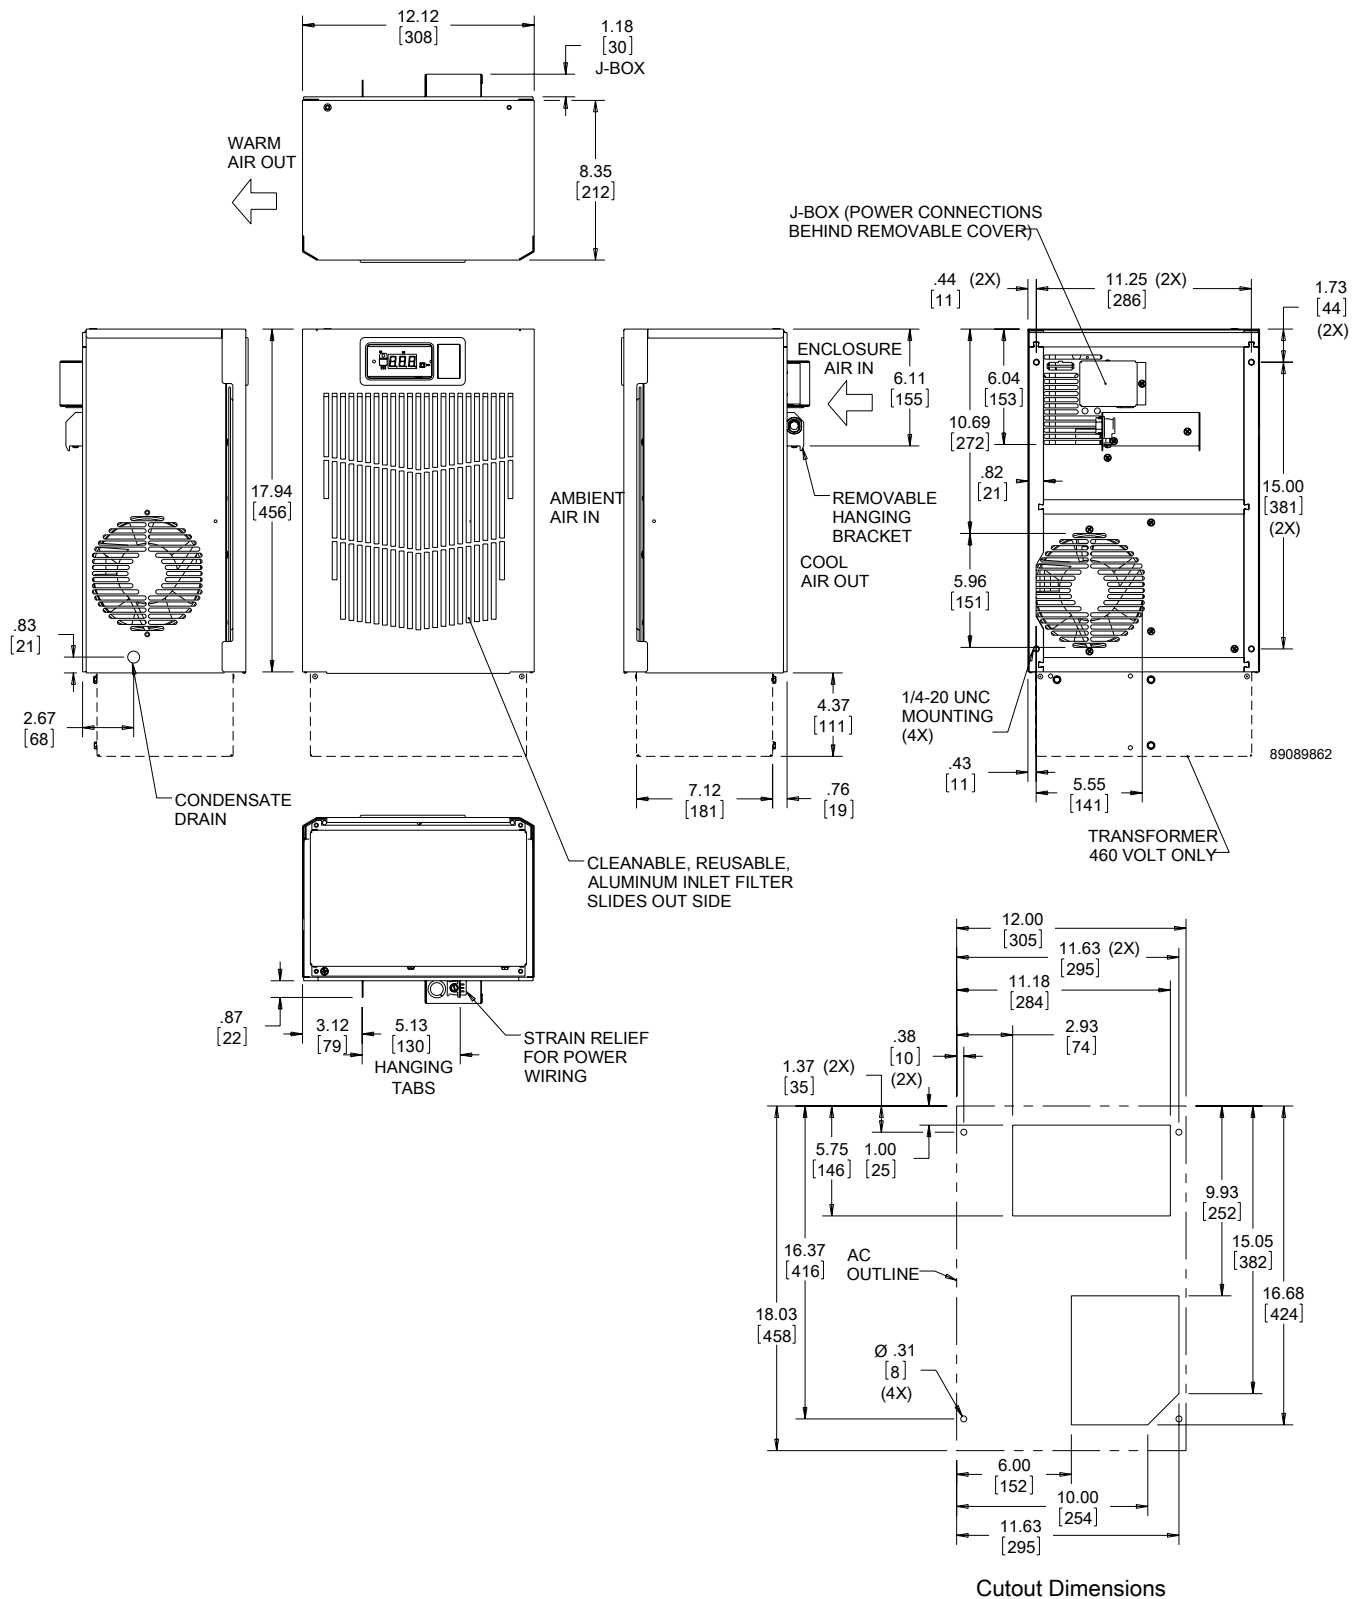 12.12
[308]
1.18
[30]
J-BOX
WARM
AIR OUT
8.35
[212]
J-BOX (POWER CONNECTIONS
BEHIND REMOVABLE COVER)
.44 (2X)
[11]
11.25 (2X)
[286]
1.73
[44]
(2X)
ENCLOSURE
AIR IN
6.11
[155]
6.04
[153]
10.69
[272]
.82
[21]
17.94
[456]
AMBIENT
AIR IN
REMOVABLE
HANGING
BRACKET
15.00
[381]
(2X)
COOL
AIR OUT
5.96
[151]
.83
[21]
2.67
[68]
4.37
[111]
1/4-20 UNC
MOUNTING
(4X)
89089862
.43
[11]
5.55
[141]
7.12
[181]
.76
[19]
CONDENSATE
DRAIN
TRANSFORMER
460 VOLT ONLY
CLEANABLE, REUSABLE,
ALUMINUM INLET FILTER
SLIDES OUT SIDE
.87
[22]
3.12
[79]
5.13
[130]
HANGING
TABS
STRAIN RELIEF
FOR POWER
WIRING
12.00
[305]
11.63 (2X)
[295]
11.18
[284]
2.93
[74]
.38
[10]
(2X)
1.37 (2X)
[35]
5.75
[146]
1.00
[25]
9.93
[252]
16.37
[416]
AC
OUTLINE
15.05
[382]
18.03
[458]
16.68
[424]
Ø .31
[8]
(4X)
6.00
[152]
10.00
[254]
11.63
[295]
Cutout Dimensions